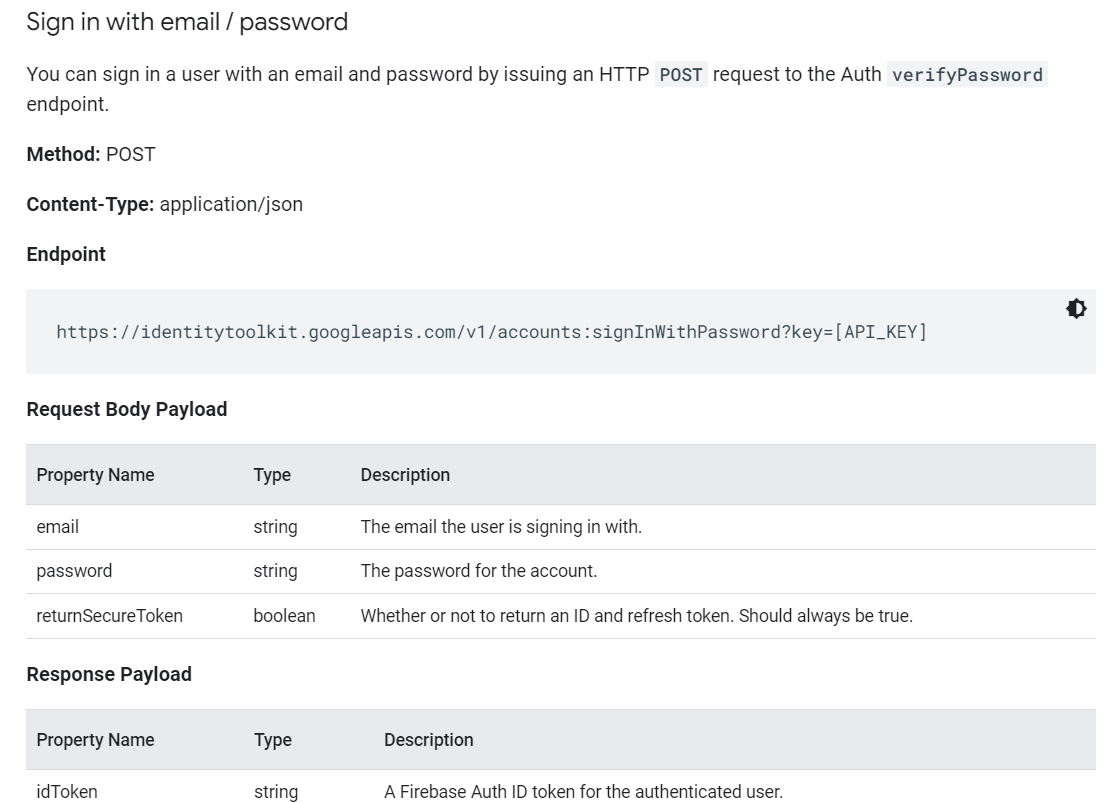 Sign in with email / password
You can sign in a user with an email and password by issuing an HTTP POST request to the Auth verifyPassword
endpoint.
Method: POST
Content-Type: application/json
Endpoint
https://identitytoolkit.googleapis.com/v1/accounts:signInWithPassword?key=[API_KEY]
Request Body Payload
Property Name Type Description
email string The email the user is signing in with.
password string The password for the account.
returnSecureToken boolean Whether or not to return an ID and refresh token. Should always be true.
Response Payload
Property Name Type Description
idToken string A Firebase Auth ID token for the authenticated user.